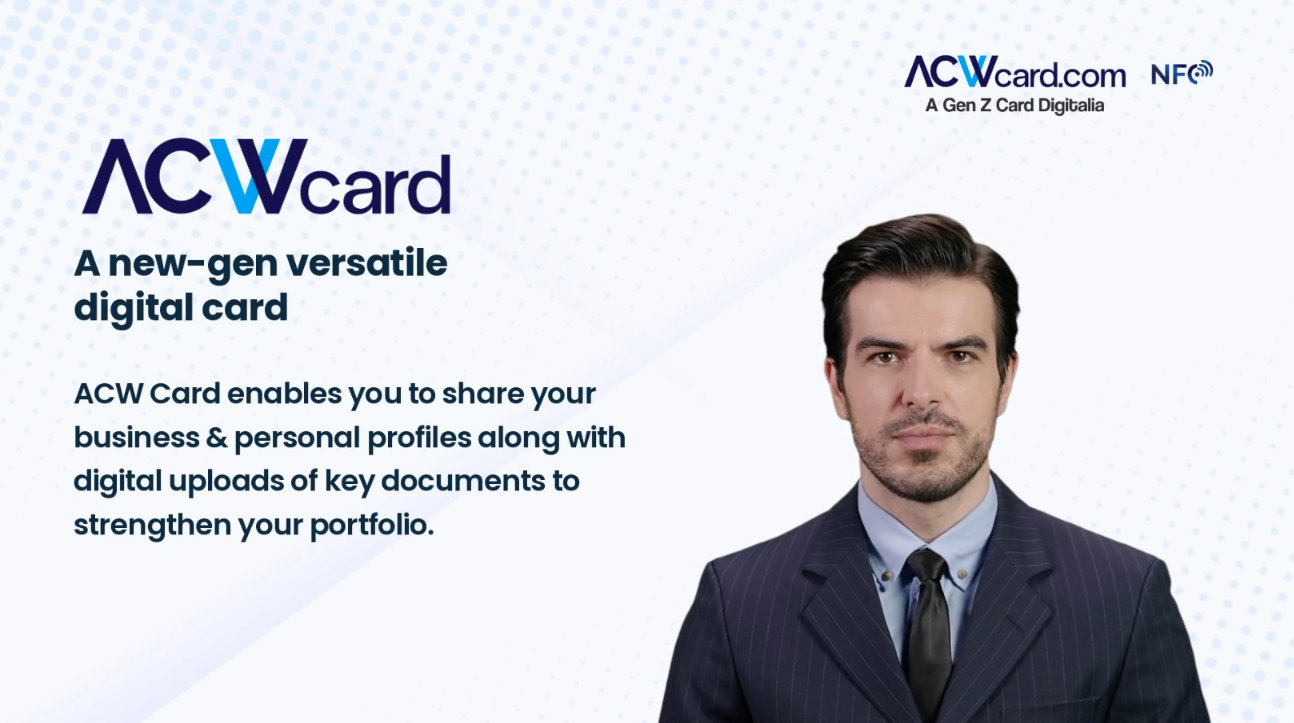 ACWcard.com NFC
A Gen Z Card Digitalia
ACWcard
A new-gen versatile
digital card
ACW Card enables you to share your
business & personal profiles along with
digital uploads of key documents to
strengthen your portfolio.